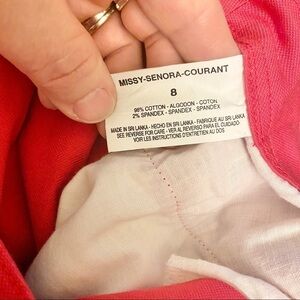 MISSY-SENORA-COURANT
8
98% COTTON - ALGODON - COTON
2% SPANDEX - SPANDEX - SPANDEX
MADE IN SRI LANKA - HECHO EN SRI LANKA - FABRIQUE AU SRI LANKA
SEE REVERSE FOR CARE - VER AL REVERSO PARA EL CUIDADO
VOIR LES INSTRUCTIONS D'ENTRETIEN AU DOS